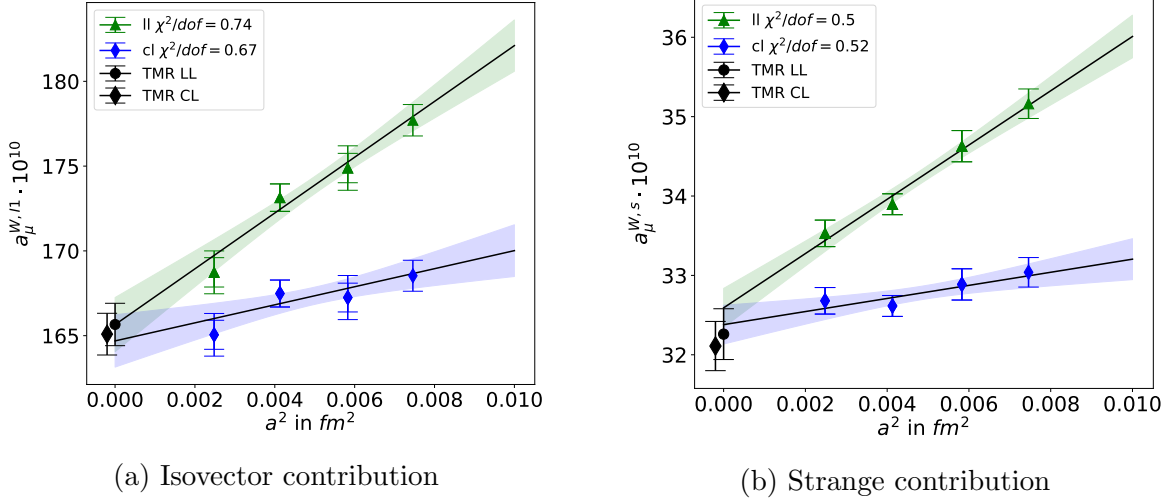 ll χ²/dof = 0.74
cl χ²/dof = 0.67
TMR LL
TMR CL
180
175
170
165
a_μ^{W,I1} · 10^{10}
0.000 0.002 0.004 0.006 0.008 0.010
a² in fm²
(a) Isovector contribution
ll χ²/dof = 0.5
cl χ²/dof = 0.52
TMR LL
TMR CL
36
35
34
33
32
a_μ^{W,s} · 10^{10}
0.000 0.002 0.004 0.006 0.008 0.010
a² in fm²
(b) Strange contribution